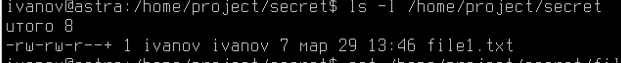 ivanov@astra:/home/project/secret$ ls -l /home/project/secret
итого 8
-rw-rw-r--+ 1 ivanov ivanov 7 мар 29 13:46 file1.txt